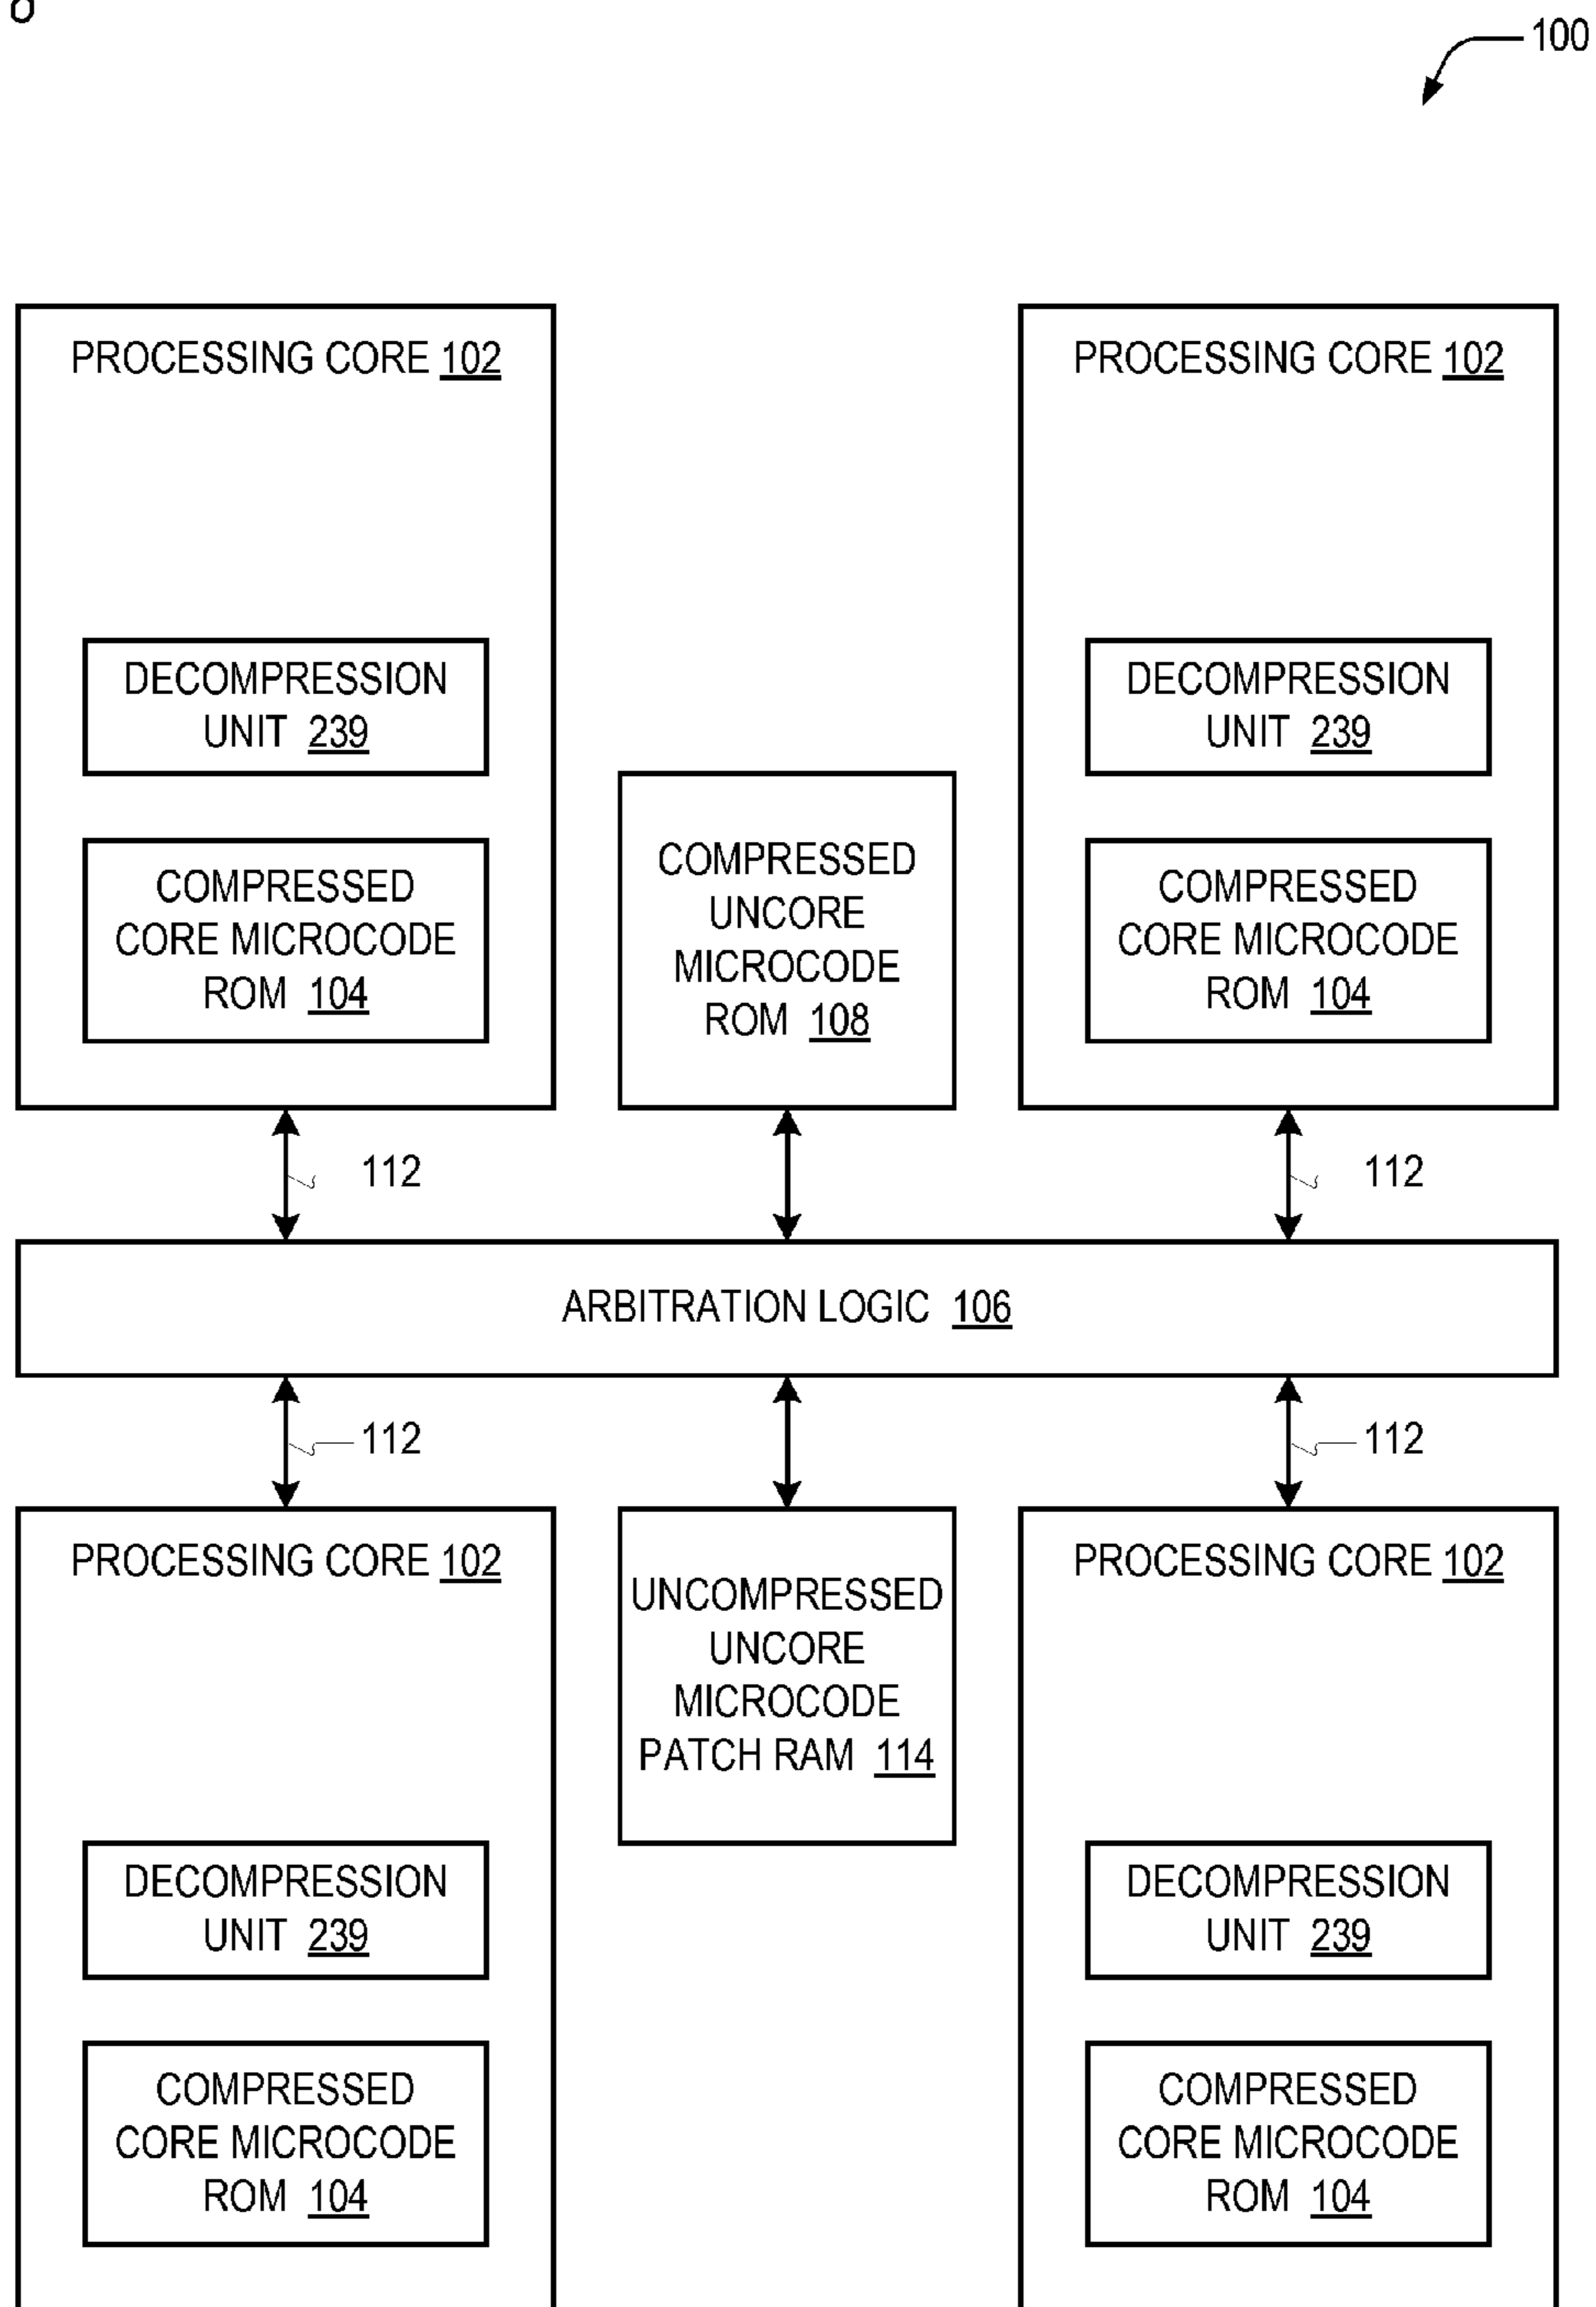 100
PROCESSING CORE 102
DECOMPRESSION
UNIT 239
COMPRESSED
CORE MICROCODE
ROM 104
COMPRESSED
UNCORE
MICROCODE
ROM 108
PROCESSING CORE 102
DECOMPRESSION
UNIT 239
COMPRESSED
CORE MICROCODE
ROM 104
112
112
ARBITRATION LOGIC 106
112
112
PROCESSING CORE 102
DECOMPRESSION
UNIT 239
COMPRESSED
CORE MICROCODE
ROM 104
UNCOMPRESSED
UNCORE
MICROCODE
PATCH RAM 114
PROCESSING CORE 102
DECOMPRESSION
UNIT 239
COMPRESSED
CORE MICROCODE
ROM 104